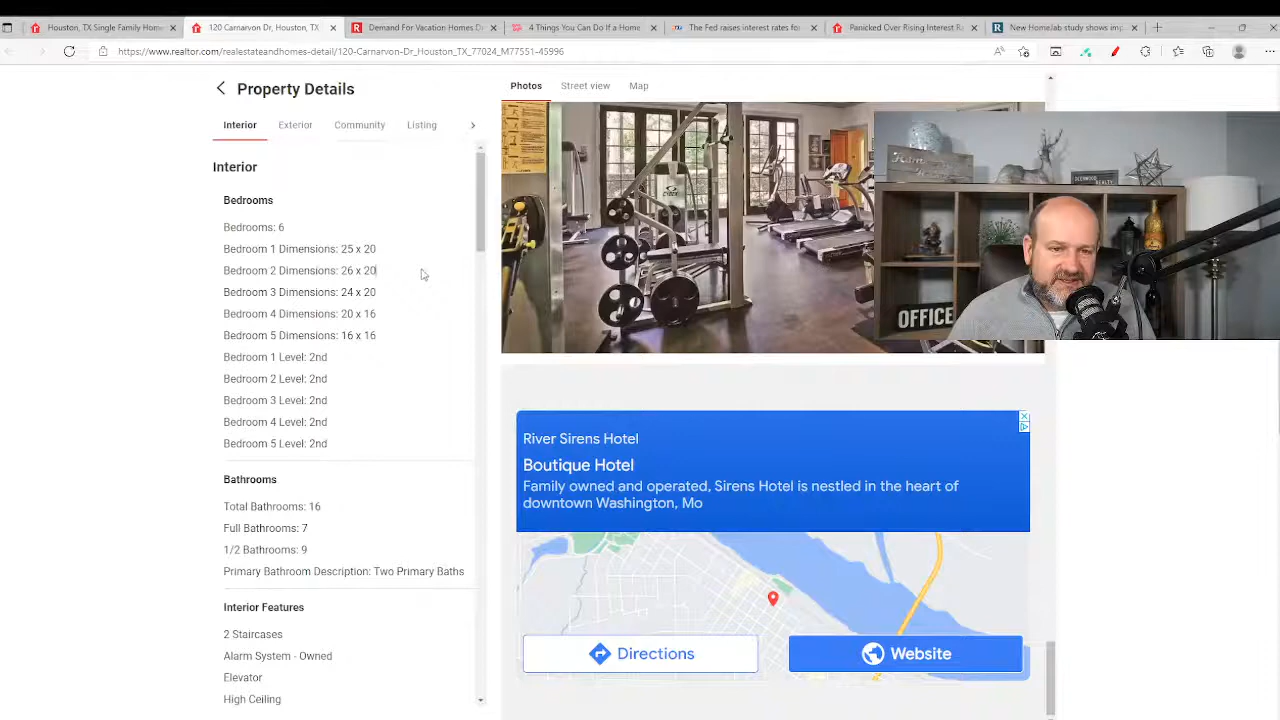 Houston, TX Single Family Home
120 Carnarvon Dr, Houston, TX
Demand For Vacation Homes D
4 Things You Can Do If a Home
The Fed raises interest rates for
Panicked Over Rising Interest R
New Homelab study shows imp
https://www.realtor.com/realestateandhomes-detail/120-Carnarvon-Dr_Houston_TX_77024_M77551-45996
Property Details
Interior Exterior Community Listing
Interior
Bedrooms
Bedrooms: 6
Bedroom 1 Dimensions: 25 x 20
Bedroom 2 Dimensions: 26 x 20
Bedroom 3 Dimensions: 24 x 20
Bedroom 4 Dimensions: 20 x 16
Bedroom 5 Dimensions: 16 x 16
Bedroom 1 Level: 2nd
Bedroom 2 Level: 2nd
Bedroom 3 Level: 2nd
Bedroom 4 Level: 2nd
Bedroom 5 Level: 2nd
Bathrooms
Total Bathrooms: 16
Full Bathrooms: 7
1/2 Bathrooms: 9
Primary Bathroom Description: Two Primary Baths
Interior Features
2 Staircases
Alarm System - Owned
Elevator
High Ceiling
Photos Street view Map
DEERWOOD REALTY
OFFICE
River Sirens Hotel
Boutique Hotel
Family owned and operated, Sirens Hotel is nestled in the heart of
downtown Washington, Mo
Directions
Website